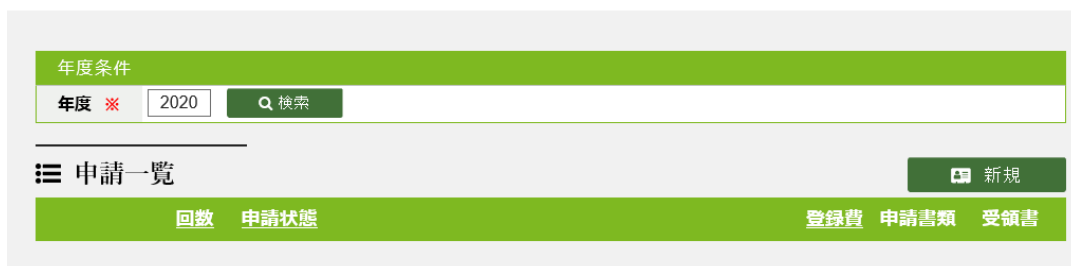 年度条件
年度 ※ 2020 検索
申請一覧 新規
回数 申請状態 登録費 申請書類 受領書